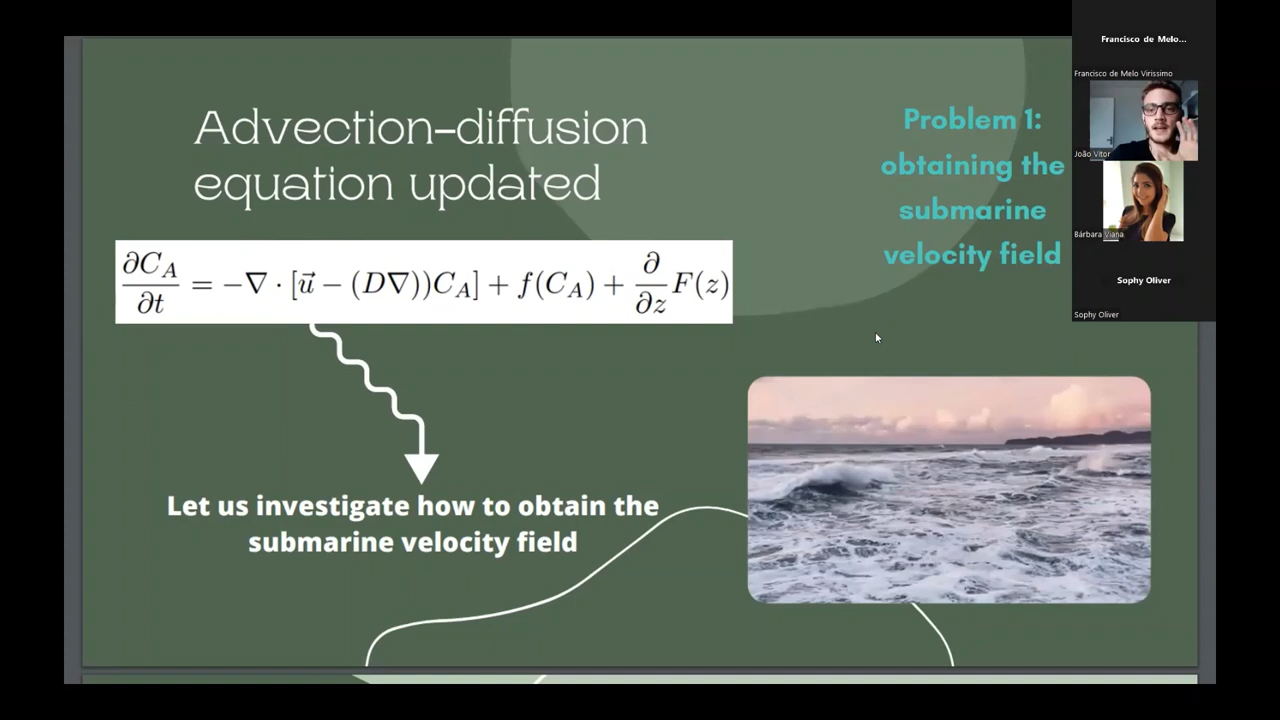 Advection-diffusion
equation updated
∂C_A/∂t = −∇ · [u⃗ − (D∇))C_A] + f(C_A) + ∂/∂z F(z)
Let us investigate how to obtain the
submarine velocity field
Problem 1:
obtaining the
submarine
velocity field
Francisco de Melo...
Francisco de Melo Viríssimo
João Vitor
Bárbara Viana
Sophy Oliver
Sophy Oliver